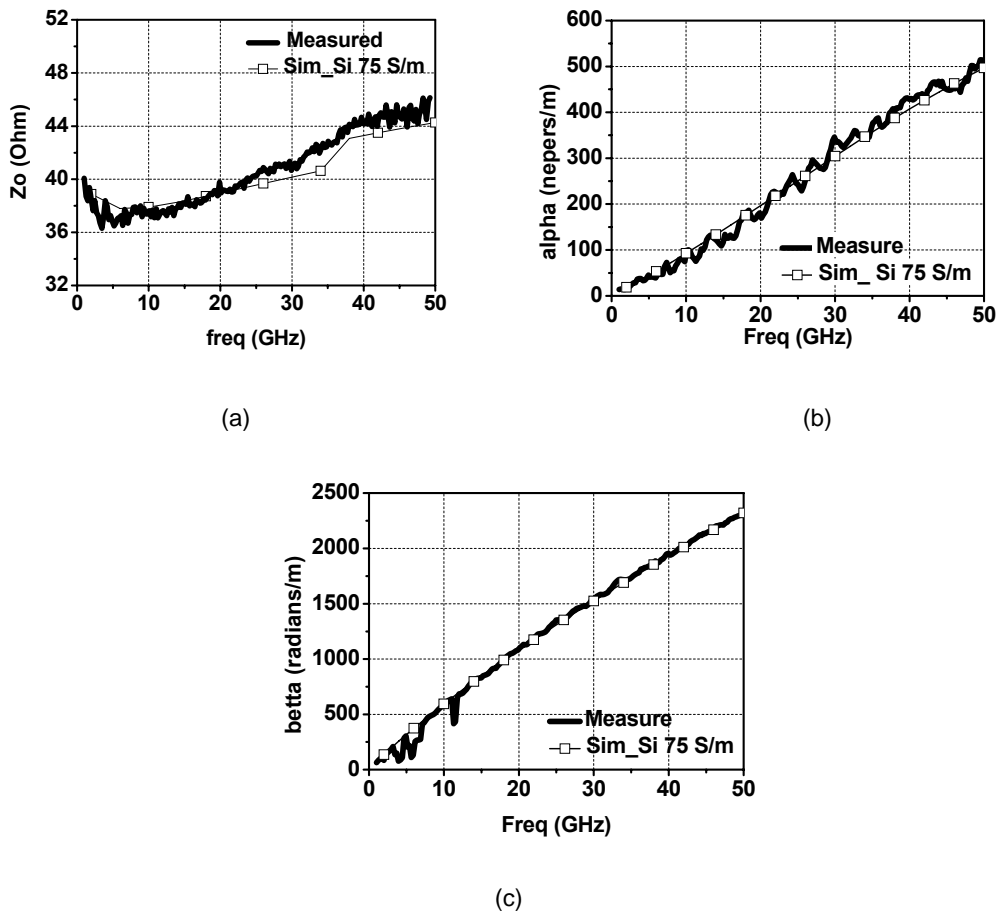 52
48
44
40
36
32
Zo (Ohm)
Measured
Sim_Si 75 S/m
0 10 20 30 40 50
freq (GHz)
(a)
600
500
400
300
200
100
0
alpha (nepers/m)
Measure
Sim_ Si 75 S/m
0 10 20 30 40 50
Freq (GHz)
(b)
2500
2000
1500
1000
500
0
betta (radians/m)
Measure
Sim_Si 75 S/m
0 10 20 30 40 50
Freq (GHz)
(c)